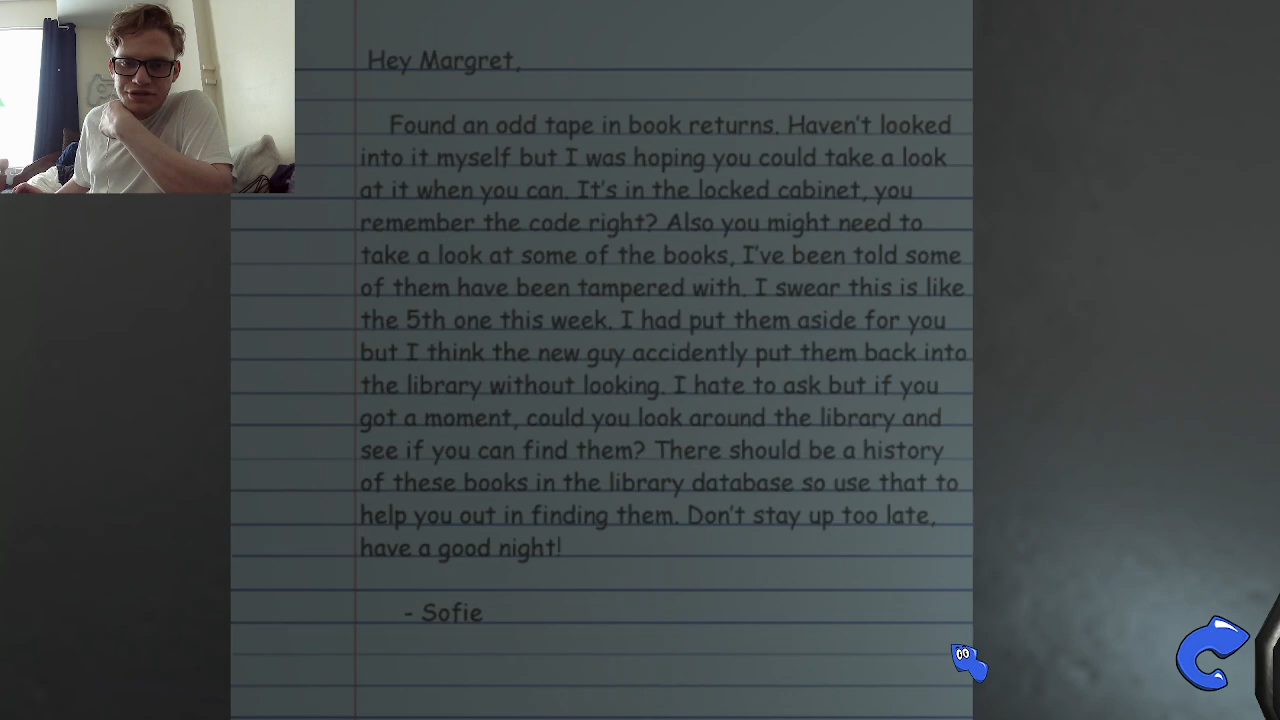 Hey Margret,
Found an odd tape in book returns. Haven't looked
into it myself but I was hoping you could take a look
at it when you can. It's in the locked cabinet, you
remember the code right? Also you might need to
take a look at some of the books, I've been told some
of them have been tampered with. I swear this is like
the 5th one this week. I had put them aside for you
but I think the new guy accidently put them back into
the library without looking. I hate to ask but if you
got a moment, could you look around the library and
see if you can find them? There should be a history
of these books in the library database so use that to
help you out in finding them. Don't stay up too late,
have a good night!
- Sofie